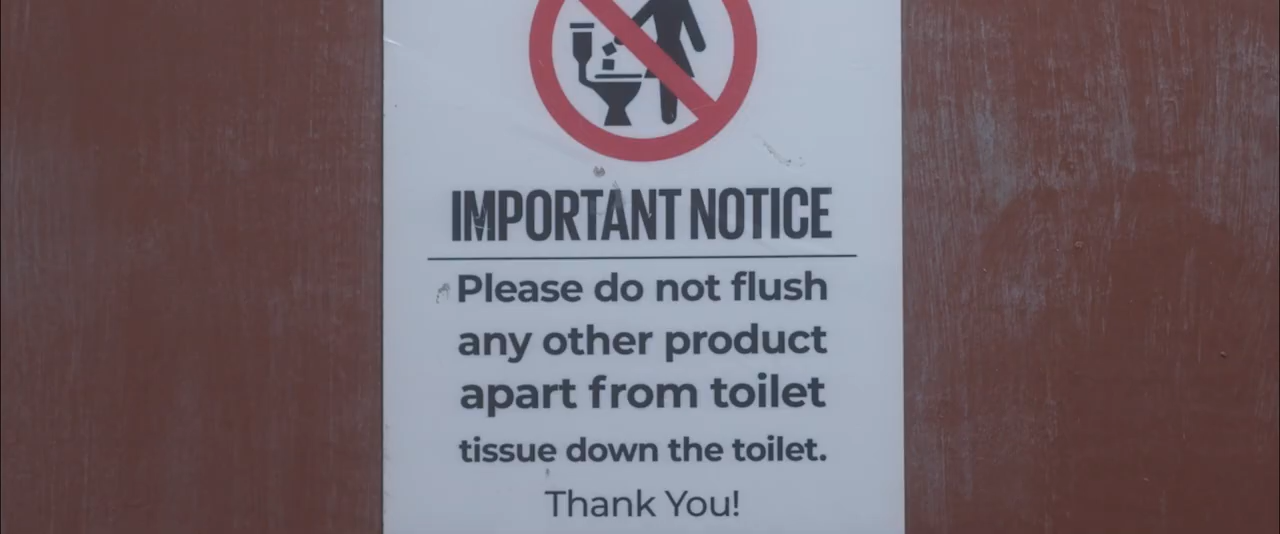 IMPORTANT NOTICE
Please do not flush
any other product
apart from toilet
tissue down the toilet.
Thank You!